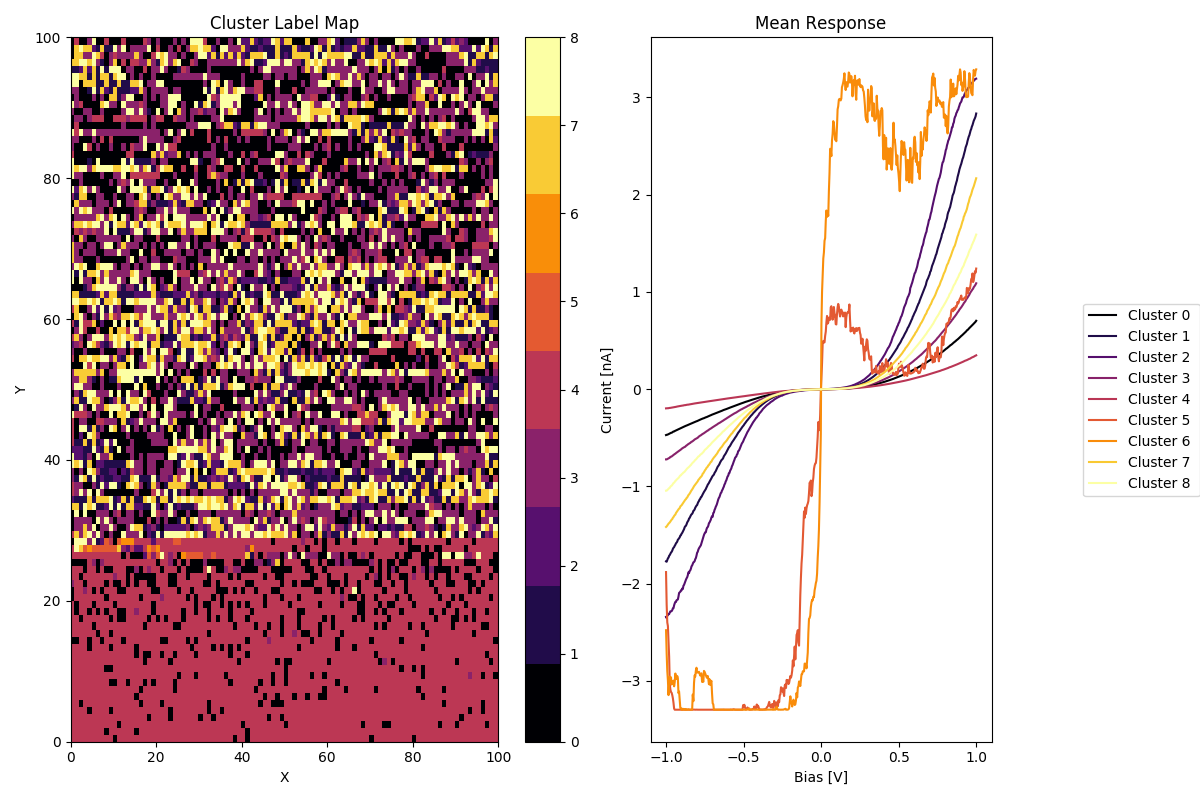 Cluster Label Map
100
80
60
40
20
0
Y
0
20
40
60
80
100
X
8
7
6
5
4
3
2
1
0
Mean Response
3
2
1
0
−1
−2
−3
Current [nA]
−1.0
−0.5
0.0
0.5
1.0
Bias [V]
Cluster 0
Cluster 1
Cluster 2
Cluster 3
Cluster 4
Cluster 5
Cluster 6
Cluster 7
Cluster 8